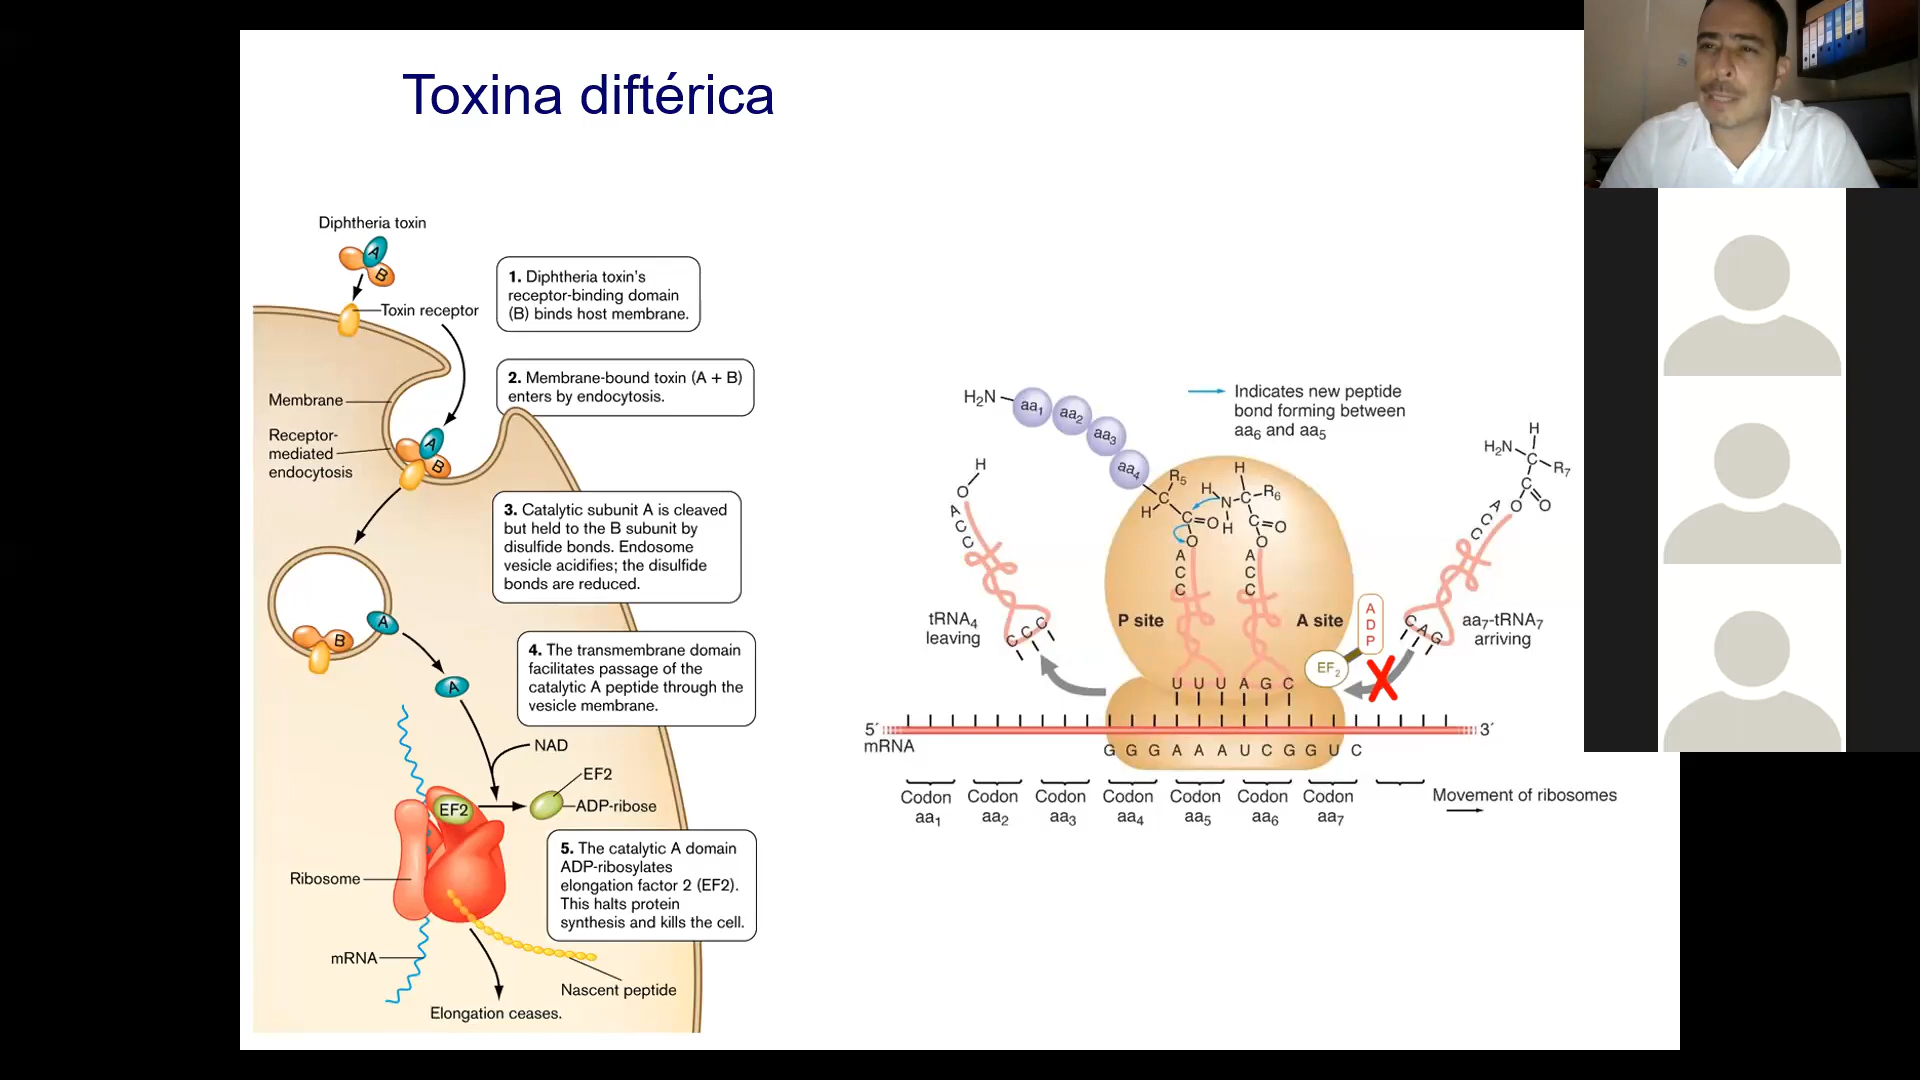 Toxina diftérica
Diphtheria toxin
A
B
Toxin receptor
1. Diphtheria toxin's
receptor-binding domain
(B) binds host membrane.
2. Membrane-bound toxin (A + B)
enters by endocytosis.
Membrane
Receptor-
mediated
endocytosis
A
B
3. Catalytic subunit A is cleaved
but held to the B subunit by
disulfide bonds. Endosome
vesicle acidifies; the disulfide
bonds are reduced.
B
A
4. The transmembrane domain
facilitates passage of the
catalytic A peptide through the
vesicle membrane.
A
NAD
EF2
EF2
ADP-ribose
5. The catalytic A domain
ADP-ribosylates
elongation factor 2 (EF2).
This halts protein
synthesis and kills the cell.
Ribosome
mRNA
Nascent peptide
Elongation ceases.
Indicates new peptide
bond forming between
aa6 and aa5
H2N
aa1
aa2
aa3
aa4
H
O
A
C
C
tRNA4
leaving
C C C
R5
H
C
C=O
O
A
C
C
H
H
N
H
C
R6
C=O
O
A
C
C
P site
A site
A
D
P
EF2
U U U A G C
H
H2N
C
R7
C
O
O
A
C
C
C A G
aa7-tRNA7
arriving
5´
mRNA
3´
G G G A A A U C G G U C
Codon
aa1
Codon
aa2
Codon
aa3
Codon
aa4
Codon
aa5
Codon
aa6
Codon
aa7
Movement of ribosomes